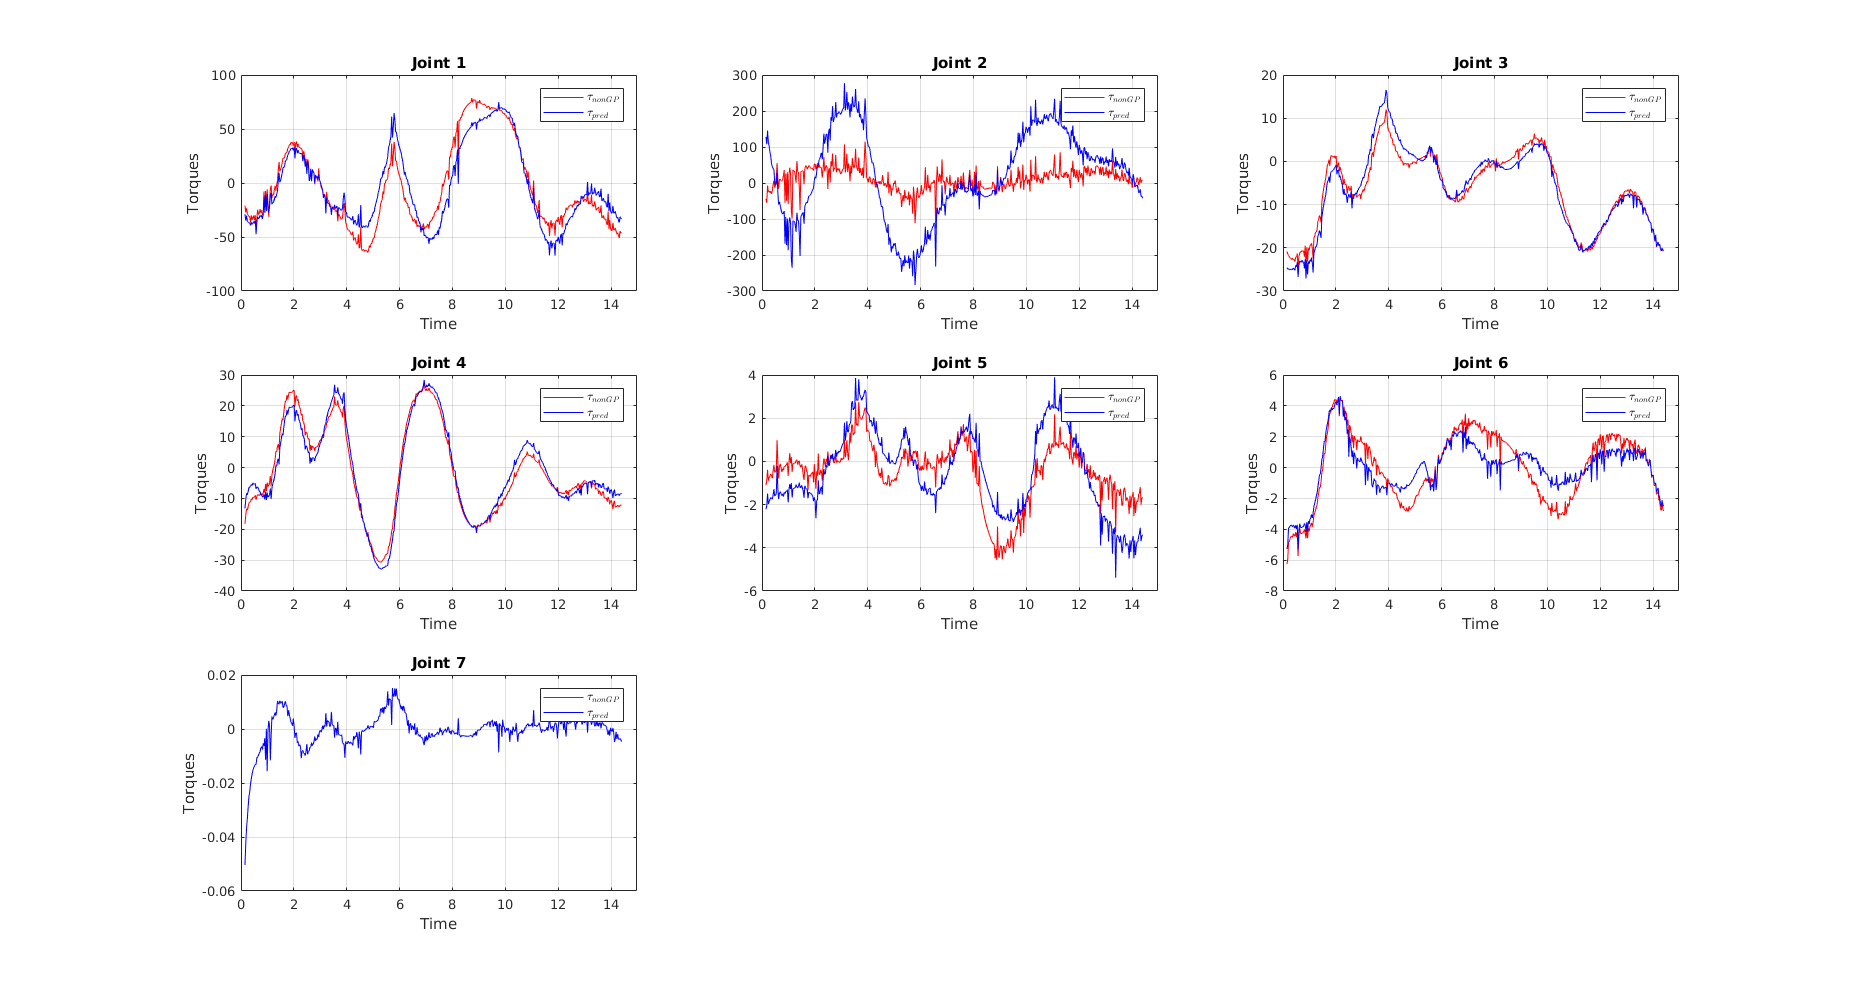 Joint 1
100
50
0
-50
-100
Torques
τnonGP
τpred
0 2 4 6 8 10 12 14
Time
Joint 2
300
200
100
0
-100
-200
-300
Torques
τnonGP
τpred
0 2 4 6 8 10 12 14
Time
Joint 3
20
10
0
-10
-20
-30
Torques
τnonGP
τpred
0 2 4 6 8 10 12 14
Time
Joint 4
30
20
10
0
-10
-20
-30
-40
Torques
τnonGP
τpred
0 2 4 6 8 10 12 14
Time
Joint 5
4
2
0
-2
-4
-6
Torques
τnonGP
τpred
0 2 4 6 8 10 12 14
Time
Joint 6
6
4
2
0
-2
-4
-6
-8
Torques
τnonGP
τpred
0 2 4 6 8 10 12 14
Time
Joint 7
0.02
0
-0.02
-0.04
-0.06
Torques
τnonGP
τpred
0 2 4 6 8 10 12 14
Time